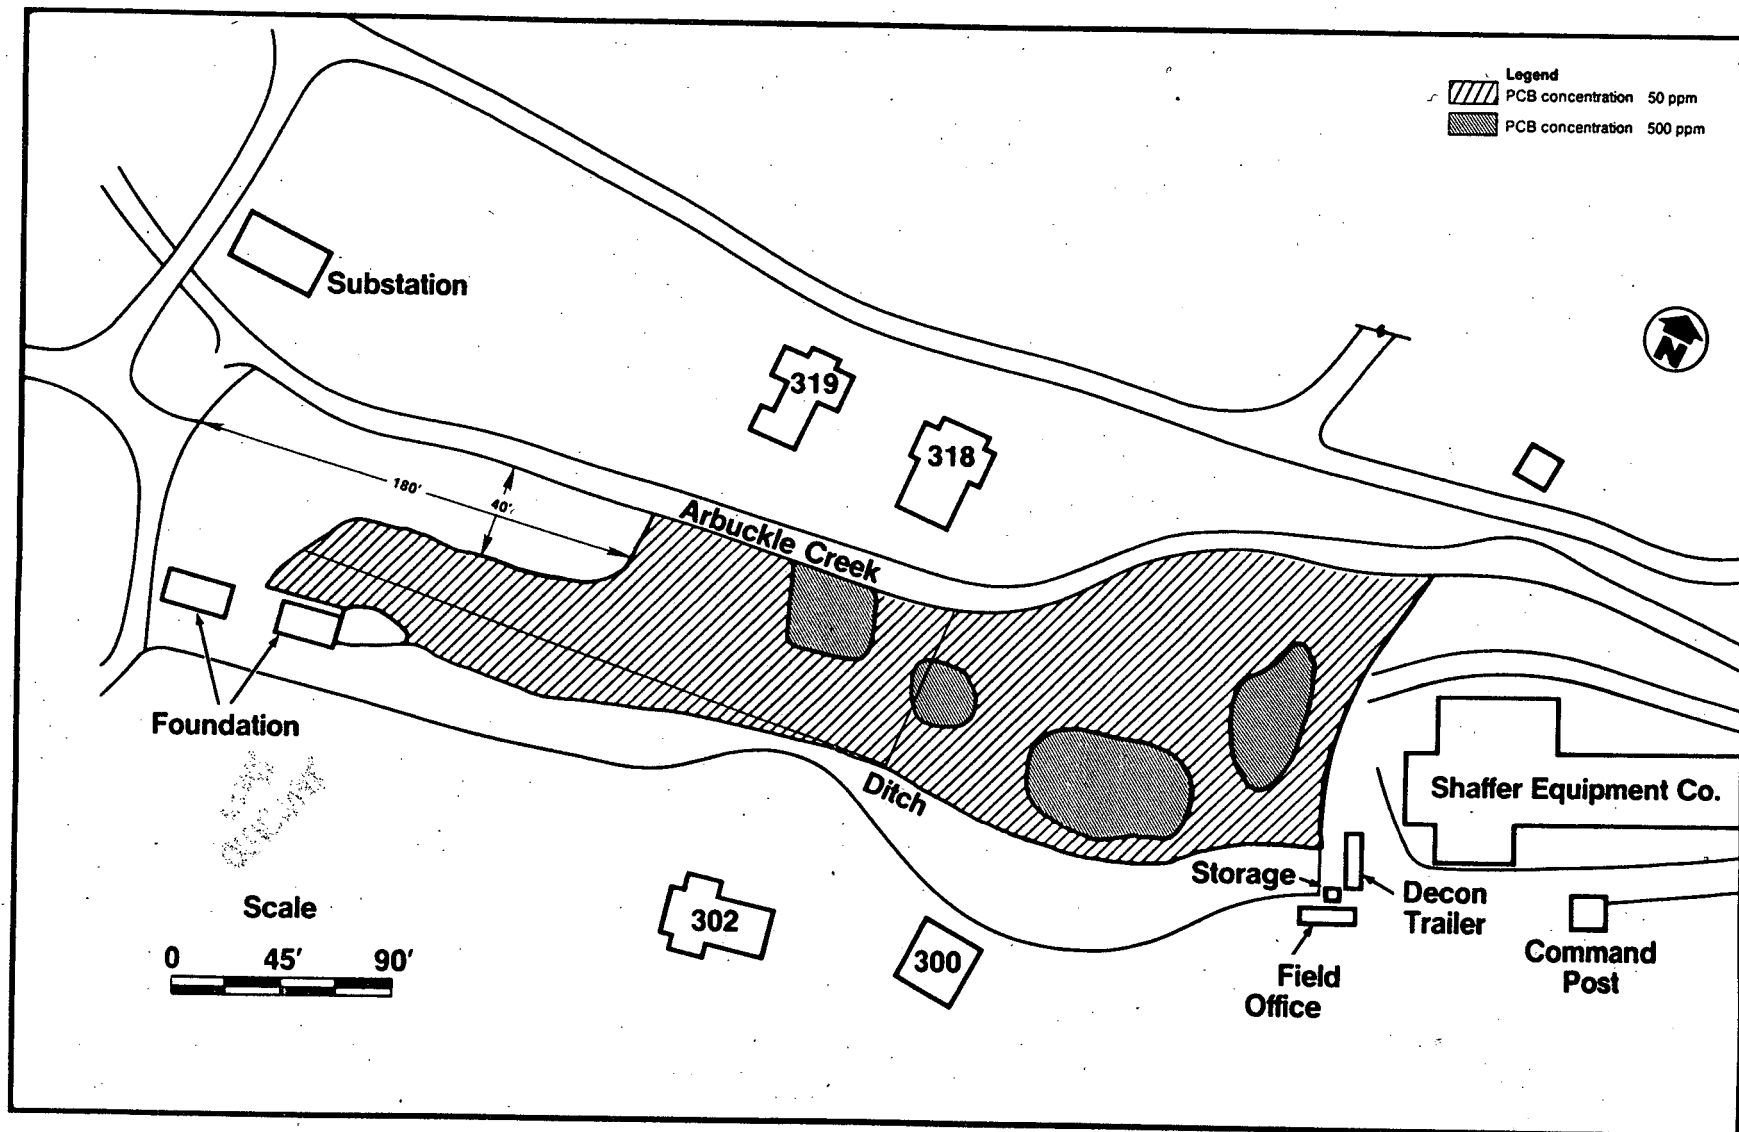 Legend
PCB concentration 50 ppm
PCB concentration 500 ppm
N
Substation
319
318
180'
40'
Arbuckle Creek
Foundation
Ditch
Shaffer Equipment Co.
Storage
Decon
Trailer
Scale
0 45' 90'
302
300
Field
Office
Command
Post